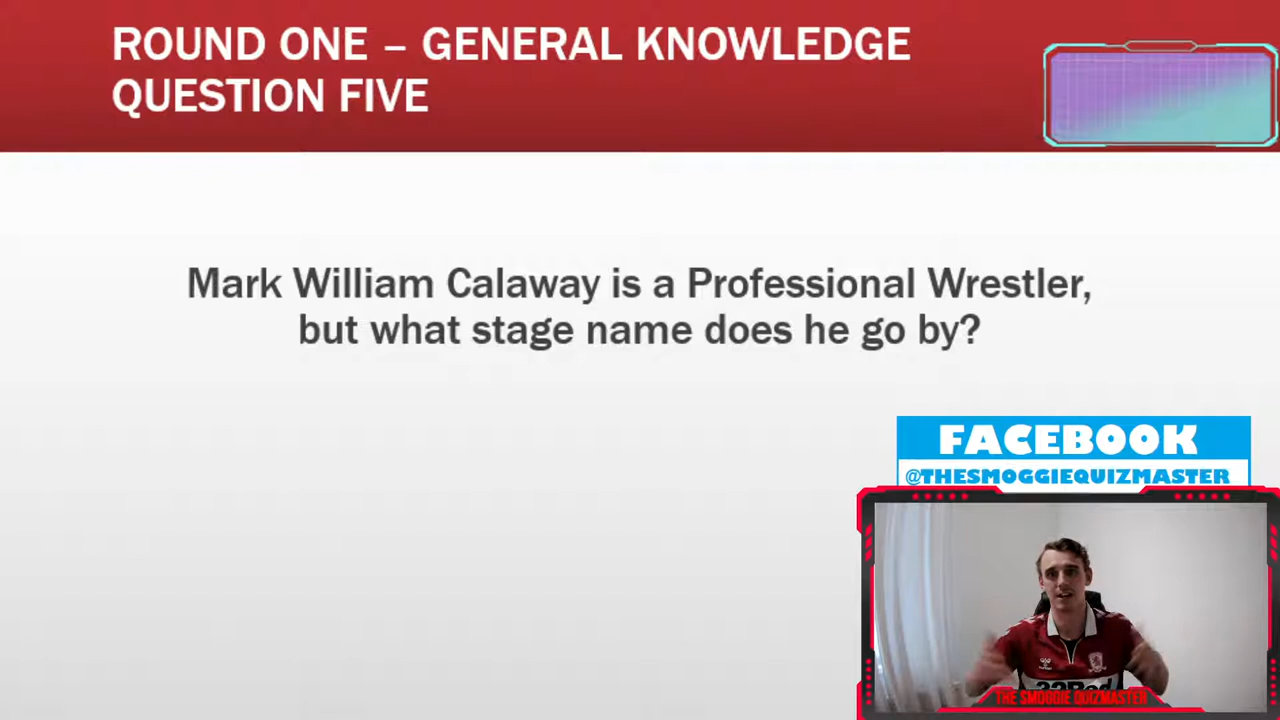 ROUND ONE – GENERAL KNOWLEDGE
QUESTION FIVE
Mark William Calaway is a Professional Wrestler,
but what stage name does he go by?
FACEBOOK
@THESMOGGIEQUIZMASTER
32Red
THE SMOGGIE QUIZMASTER